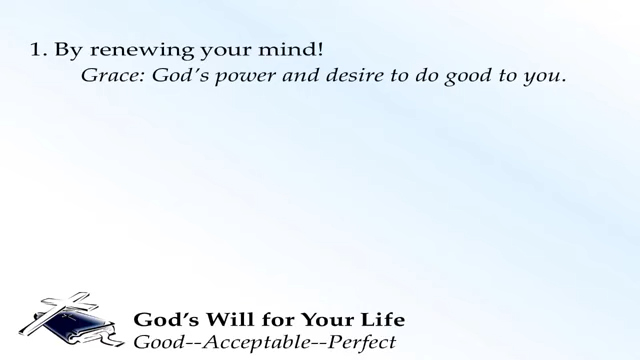 1. By renewing your mind!
Grace: God's power and desire to do good to you.
God's Will for Your Life
Good--Acceptable--Perfect